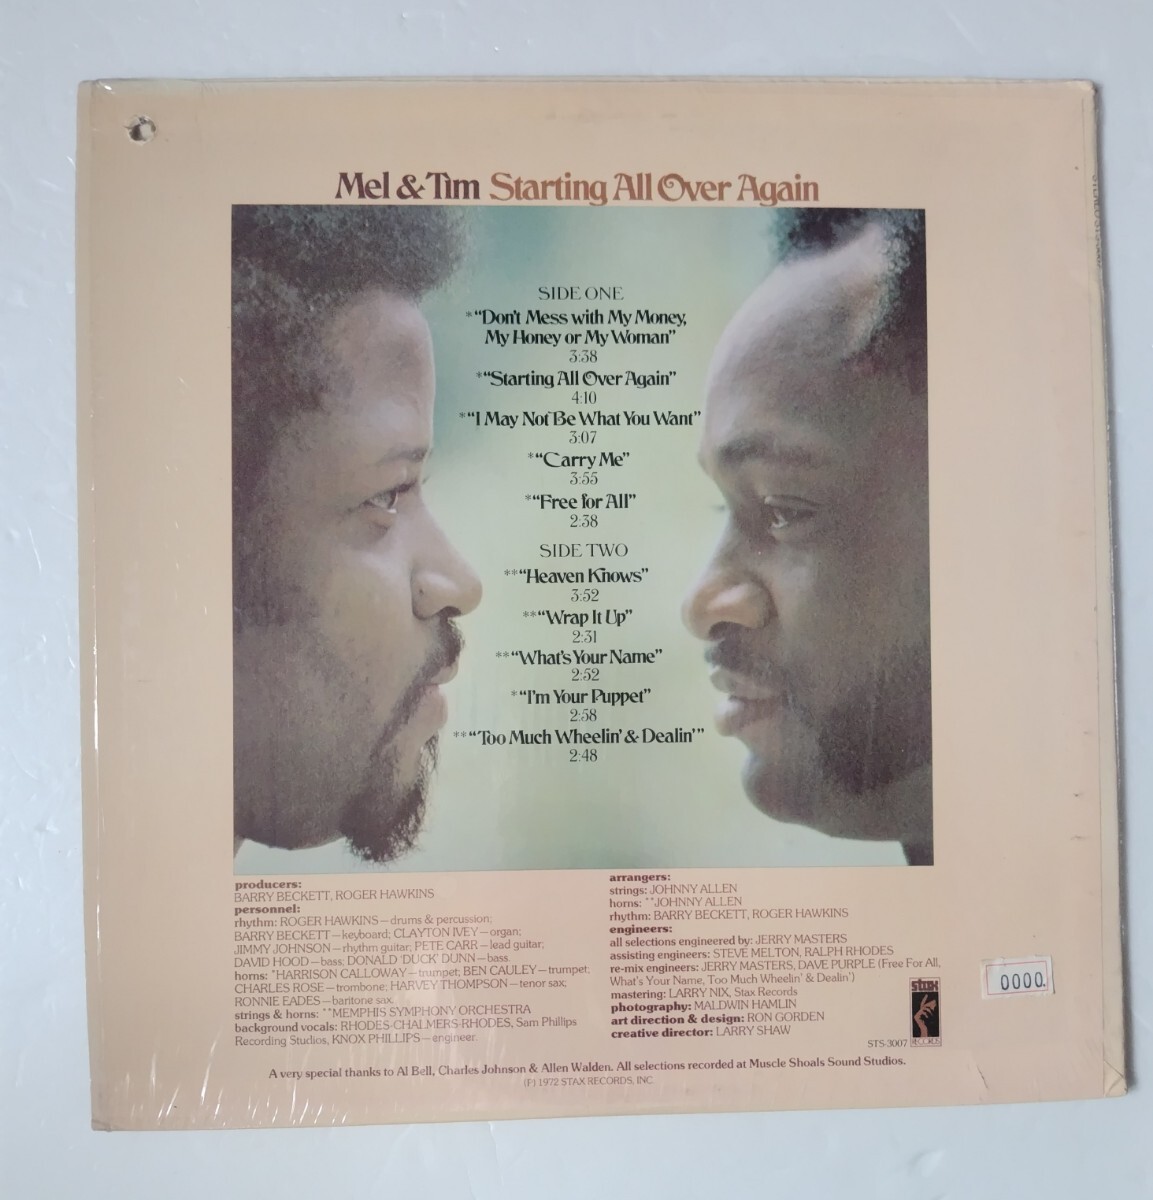 Mel & Tim Starting All Over Again
SIDE ONE
*“Don't Mess with My Money,
My Honey or My Woman”
3:38
*“Starting All Over Again”
4:10
*“I May Not Be What You Want”
3:07
*“Carry Me”
3:55
*“Free for All”
2:38
SIDE TWO
**“Heaven Knows”
3:52
**“Wrap It Up”
2:31
**“What's Your Name”
2:52
*“I'm Your Puppet”
2:58
**“Too Much Wheelin' & Dealin'”
2:48
producers:
BARRY BECKETT, ROGER HAWKINS
personnel:
rhythm: ROGER HAWKINS—drums & percussion;
BARRY BECKETT—keyboard; CLAYTON IVEY—organ;
JIMMY JOHNSON—rhythm guitar; PETE CARR—lead guitar;
DAVID HOOD—bass; DONALD 'DUCK' DUNN—bass.
horns: *HARRISON CALLOWAY—trumpet; BEN CAULEY—trumpet;
CHARLES ROSE—trombone; HARVEY THOMPSON—tenor sax;
RONNIE EADES—baritone sax.
strings & horns: **MEMPHIS SYMPHONY ORCHESTRA
background vocals: RHODES-CHALMERS-RHODES, Sam Phillips
Recording Studios, KNOX PHILLIPS—engineer.
arrangers:
strings: JOHNNY ALLEN
horns: **JOHNNY ALLEN
rhythm: BARRY BECKETT, ROGER HAWKINS
engineers:
all selections engineered by: JERRY MASTERS
assisting engineers: STEVE MELTON, RALPH RHODES
re-mix engineers: JERRY MASTERS, DAVE PURPLE (Free For All,
What's Your Name, Too Much Wheelin' & Dealin')
mastering: LARRY NIX, Stax Records
photography: MALDWIN HAMLIN
art direction & design: RON GORDEN
creative director: LARRY SHAW
STS-3007
stax
RECORDS
0000.
A very special thanks to Al Bell, Charles Johnson & Allen Walden. All selections recorded at Muscle Shoals Sound Studios.
(P) 1972 STAX RECORDS, INC.